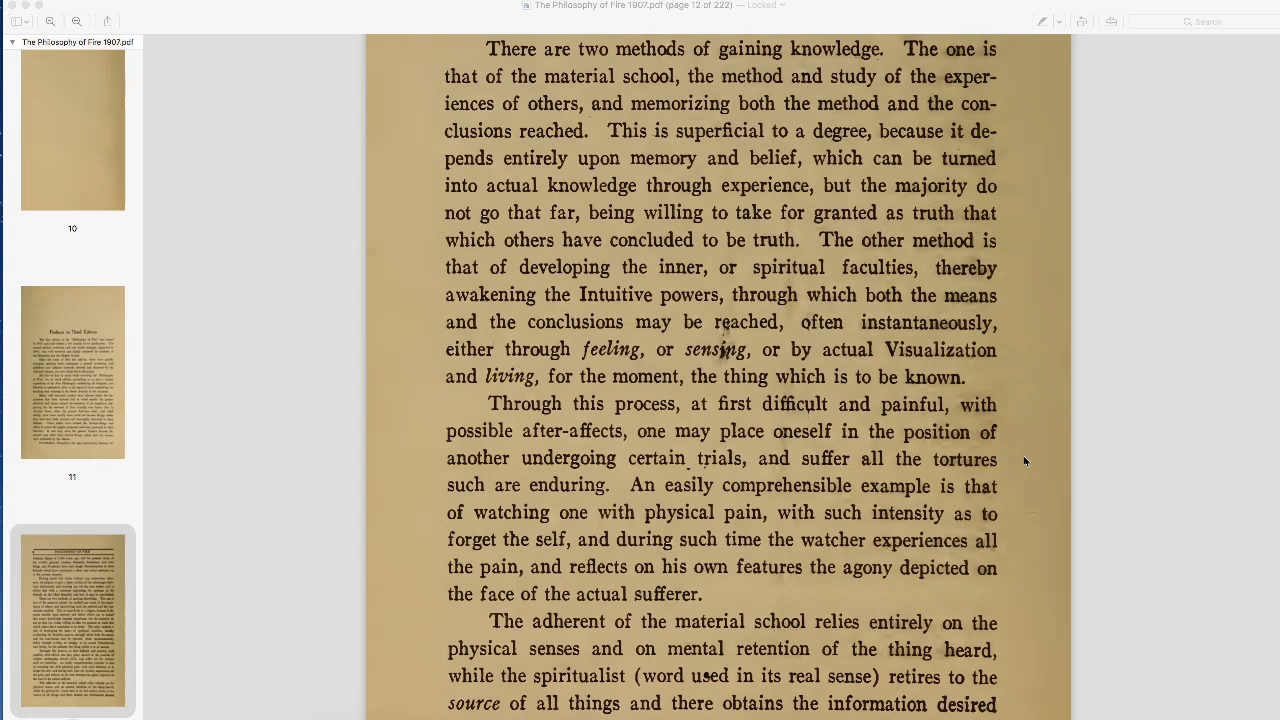 The Philosophy of Fire 1907.pdf (page 12 of 222) — Locked
Search
The Philosophy of Fire 1907.pdf
10
Preface to Third Edition
11
PHILOSOPHY OF FIRE
There are two methods of gaining knowledge. The one is
that of the material school, the method and study of the exper-
iences of others, and memorizing both the method and the con-
clusions reached. This is superficial to a degree, because it de-
pends entirely upon memory and belief, which can be turned
into actual knowledge through experience, but the majority do
not go that far, being willing to take for granted as truth that
which others have concluded to be truth. The other method is
that of developing the inner, or spiritual faculties, thereby
awakening the Intuitive powers, through which both the means
and the conclusions may be reached, often instantaneously,
either through feeling, or sensing, or by actual Visualization
and living, for the moment, the thing which is to be known.
Through this process, at first difficult and painful, with
possible after-affects, one may place oneself in the position of
another undergoing certain trials, and suffer all the tortures
such are enduring. An easily comprehensible example is that
of watching one with physical pain, with such intensity as to
forget the self, and during such time the watcher experiences all
the pain, and reflects on his own features the agony depicted on
the face of the actual sufferer.
The adherent of the material school relies entirely on the
physical senses and on mental retention of the thing heard,
while the spiritualist (word used in its real sense) retires to the
source of all things and there obtains the information desired